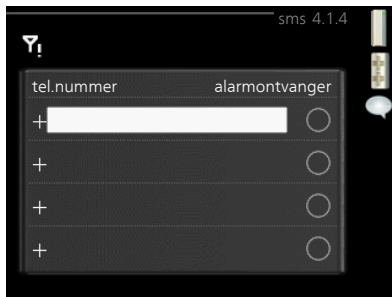 sms 4.1.4
tel.nummer alarmontvanger
+
+
+
+